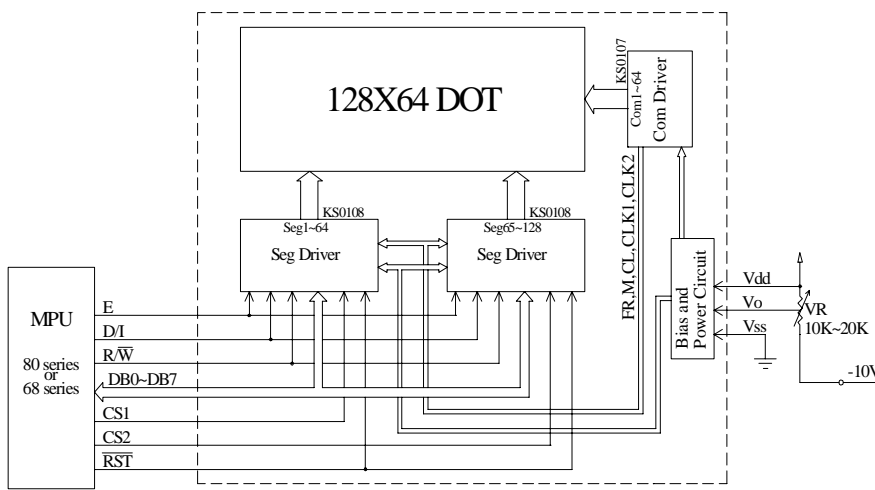 128X64 DOT
KS0107
Com1~64
Com Driver
FR,M,CL,CLK1,CLK2
KS0108
Seg1~64
Seg Driver
KS0108
Seg65~128
Seg Driver
MPU
80 series
or
68 series
E
D/I
R/W̅
DB0~DB7
CS1
CS2
R̅S̅T̅
Bias and
Power Circuit
Vdd
Vo
Vss
VR
10K~20K
-10V